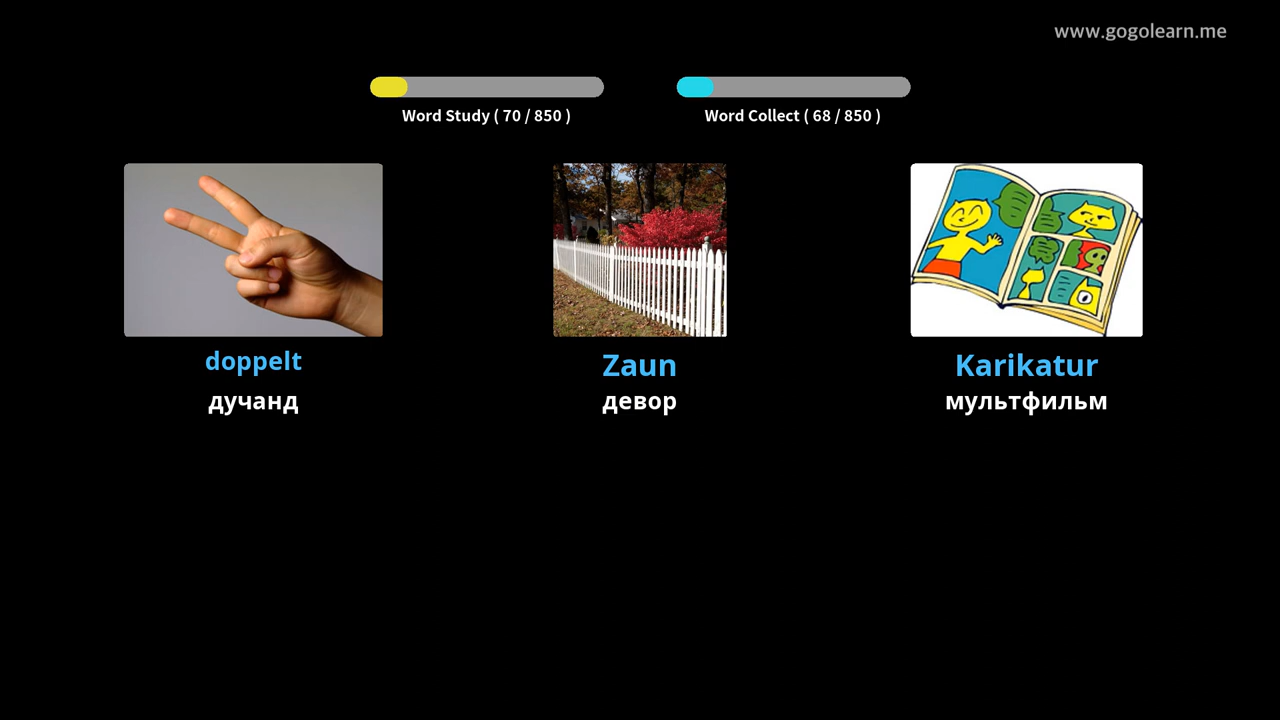 www.gogolearn.me
Word Study ( 70 / 850 )
Word Collect ( 68 / 850 )
doppelt
Zaun
Karikatur
дучанд
девор
мультфильм